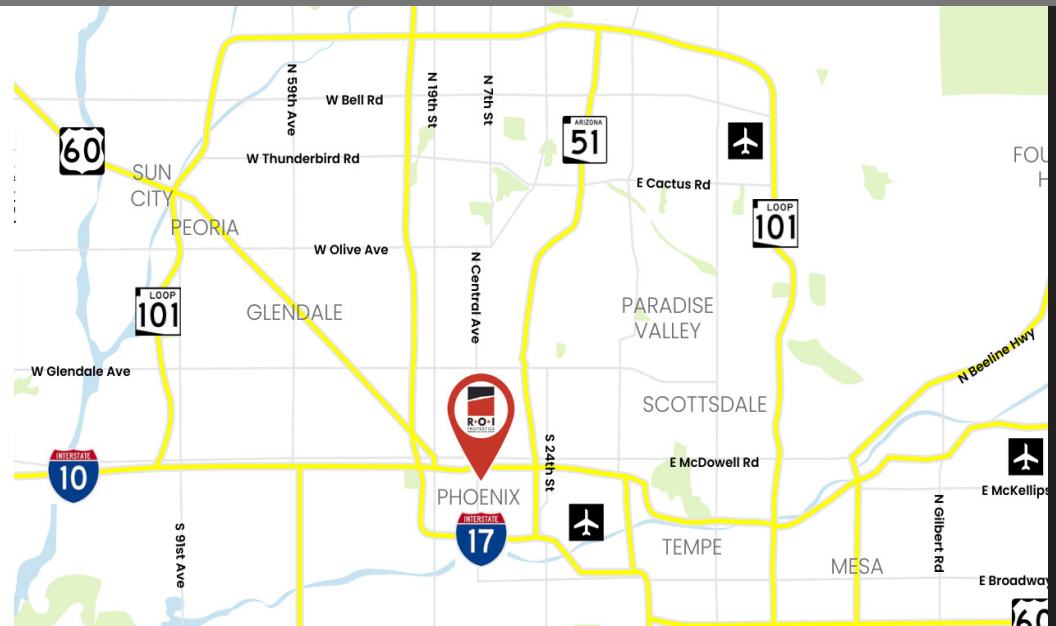 N 59th Ave
N 19th St
N 7th St
W Bell Rd
ARIZONA
51
60
W Thunderbird Rd
SUN
CITY
E Cactus Rd
LOOP
101
PEORIA
W Olive Ave
N Central Ave
LOOP
101
GLENDALE
PARADISE
VALLEY
N Beeline Hwy
W Glendale Ave
SCOTTSDALE
R·O·I
PROPERTIES
S 24th St
E McDowell Rd
INTERSTATE
10
PHOENIX
E McKellips
N Gilbert Rd
INTERSTATE
17
S 91st Ave
TEMPE
MESA
E Broadway
60